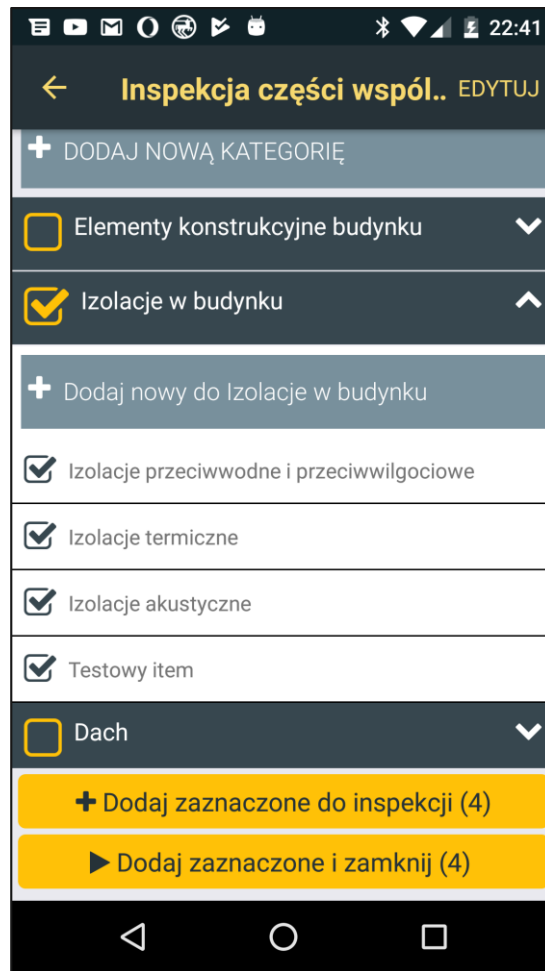 22:41
Inspekcja części wspól.. EDYTUJ
DODAJ NOWĄ KATEGORIĘ
Elementy konstrukcyjne budynku
Izolacje w budynku
Dodaj nowy do Izolacje w budynku
Izolacje przeciwwodne i przeciwwilgociowe
Izolacje termiczne
Izolacje akustyczne
Testowy item
Dach
Dodaj zaznaczone do inspekcji (4)
Dodaj zaznaczone i zamknij (4)